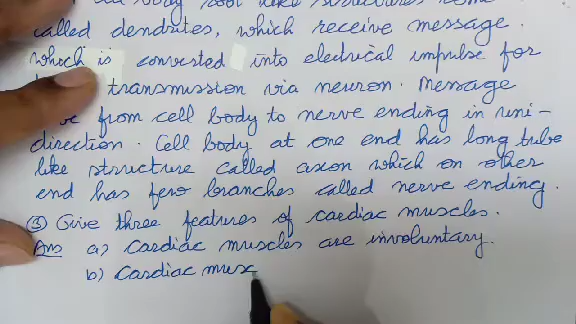 called dendrites, which receive message.
whoch is converted into electrical impulse for
transmission via neuron. Message
from cell body to nerve ending in uni-
direction. Cell body at one end has long tube
like structure called axon which on other
end has few branches called nerve ending.
③ Give three features of cardiac muscles.
Ans a) Cardiac muscles are involuntary.
b) Cardiac musc